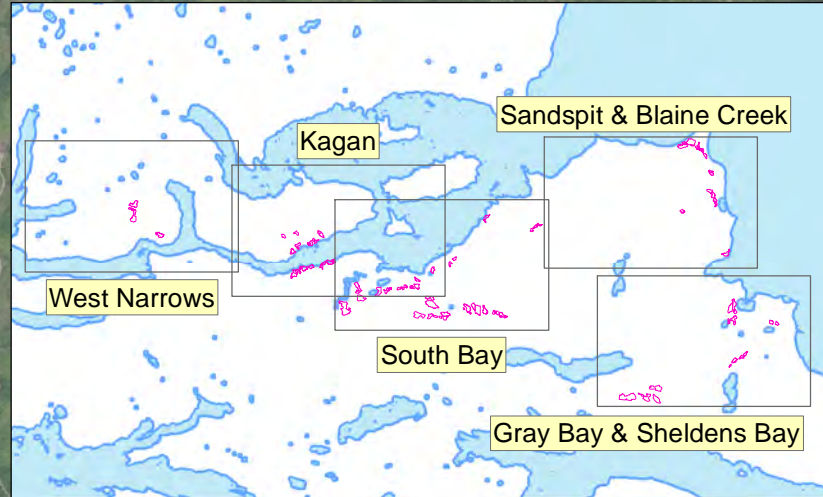 Sandspit & Blaine Creek
Kagan
West Narrows
South Bay
Gray Bay & Sheldens Bay